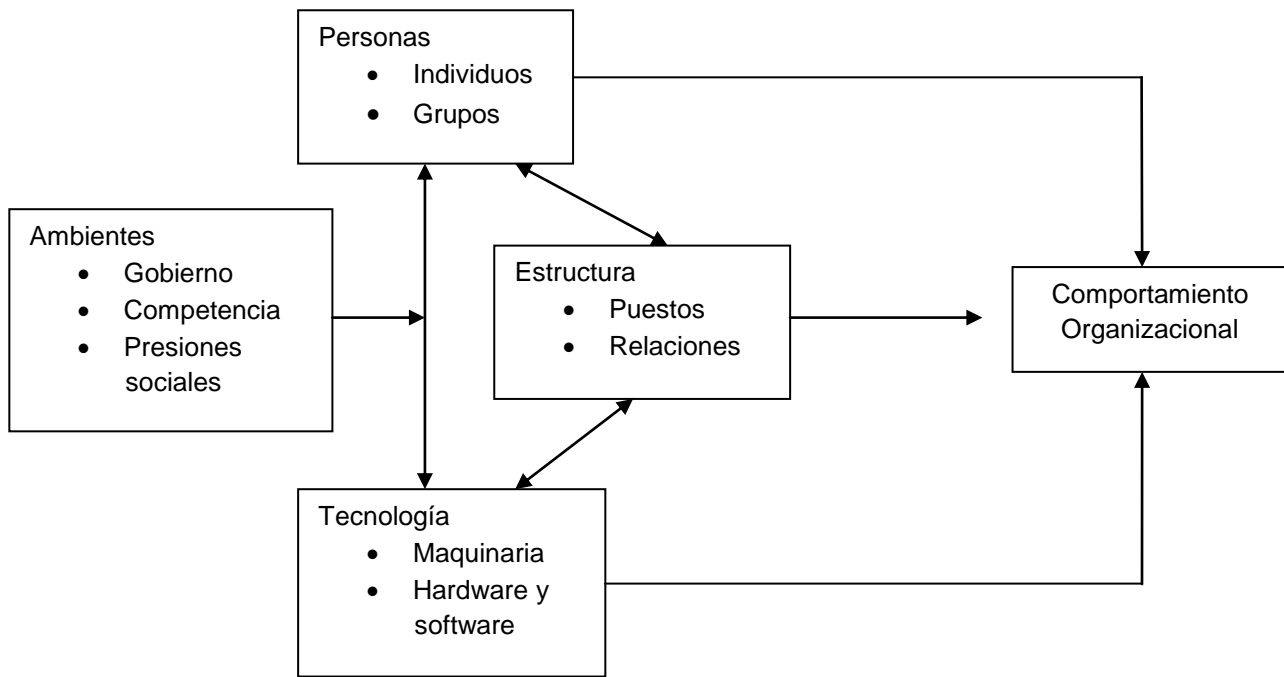 Personas
• Individuos
• Grupos
Ambientes
• Gobierno
• Competencia
• Presiones
sociales
Estructura
• Puestos
• Relaciones
Comportamiento
Organizacional
Tecnología
• Maquinaria
• Hardware y
software